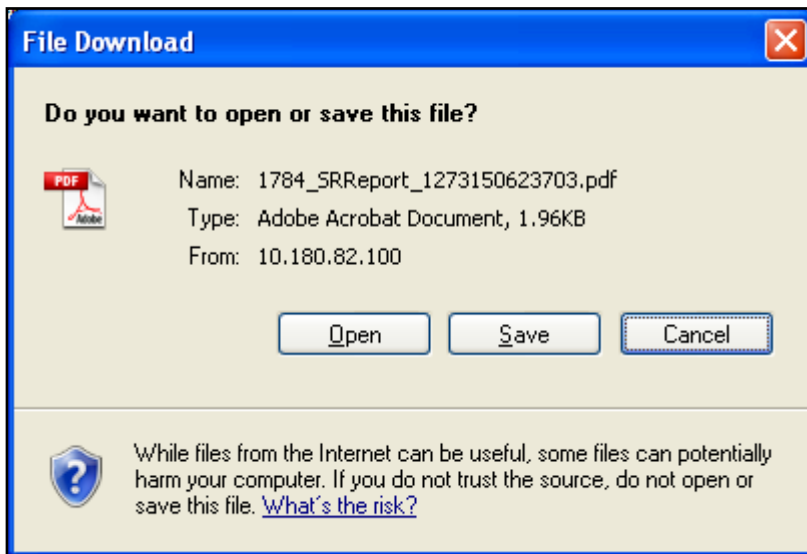 File Download
Do you want to open or save this file?
PDF
Adobe
Name: 1784_SRReport_1273150623703.pdf
Type: Adobe Acrobat Document, 1.96KB
From: 10.180.82.100
Open Save Cancel
While files from the Internet can be useful, some files can potentially
harm your computer. If you do not trust the source, do not open or
save this file. What's the risk?